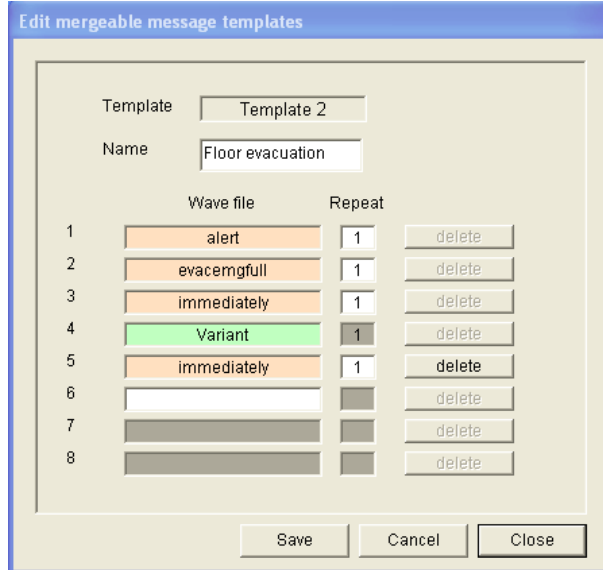 Edit mergeable message templates
Template Template 2
Name Floor evacuation
Wave file Repeat
1 alert 1 delete
2 evacemgfull 1 delete
3 immediately 1 delete
4 Variant 1 delete
5 immediately 1 delete
6 delete
7 delete
8 delete
Save Cancel Close